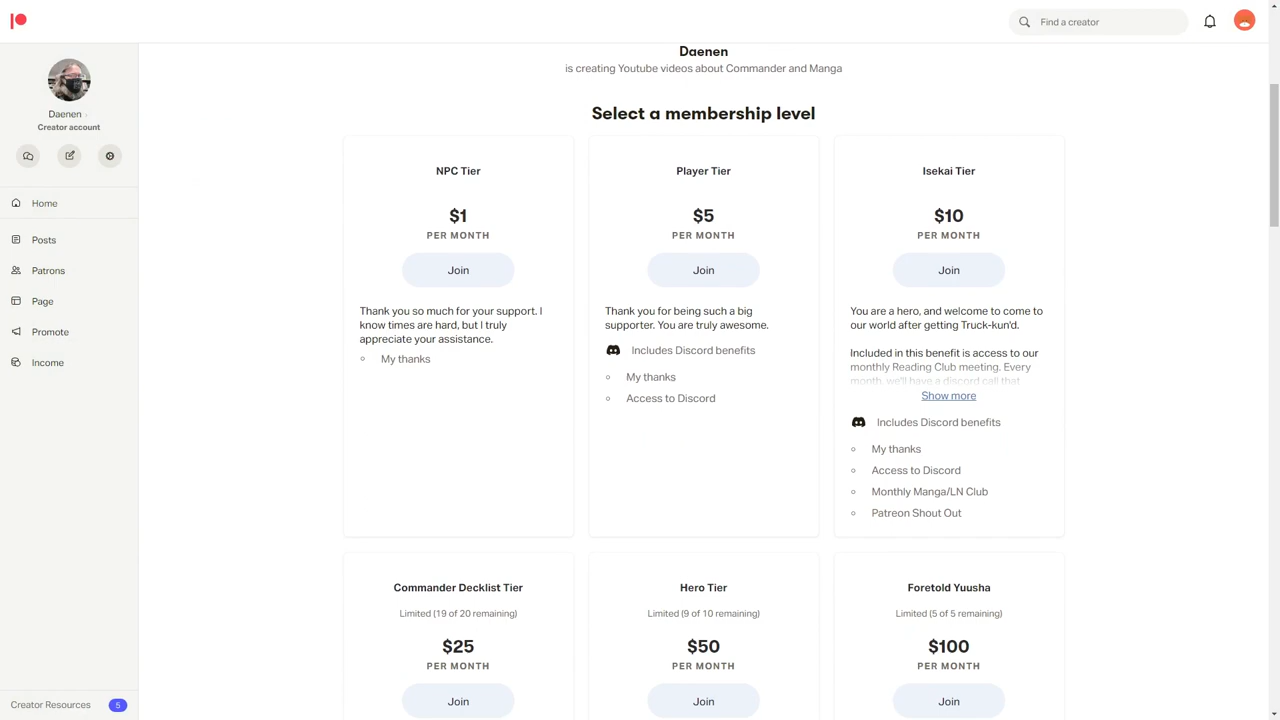 Find a creator
Daenen
Creator account
Home
Posts
Patrons
Page
Promote
Income
Creator Resources
5
Daenen
is creating Youtube videos about Commander and Manga
Select a membership level
NPC Tier
$1
PER MONTH
Join
Thank you so much for your support. I
know times are hard, but I truly
appreciate your assistance.
My thanks
Player Tier
$5
PER MONTH
Join
Thank you for being such a big
supporter. You are truly awesome.
Includes Discord benefits
My thanks
Access to Discord
Isekai Tier
$10
PER MONTH
Join
You are a hero, and welcome to come to
our world after getting Truck-kun'd.
Included in this benefit is access to our
monthly Reading Club meeting. Every
month, we'll have a discord call that
Show more
Includes Discord benefits
My thanks
Access to Discord
Monthly Manga/LN Club
Patreon Shout Out
Commander Decklist Tier
Limited (19 of 20 remaining)
$25
PER MONTH
Join
Hero Tier
Limited (9 of 10 remaining)
$50
PER MONTH
Join
Foretold Yuusha
Limited (5 of 5 remaining)
$100
PER MONTH
Join